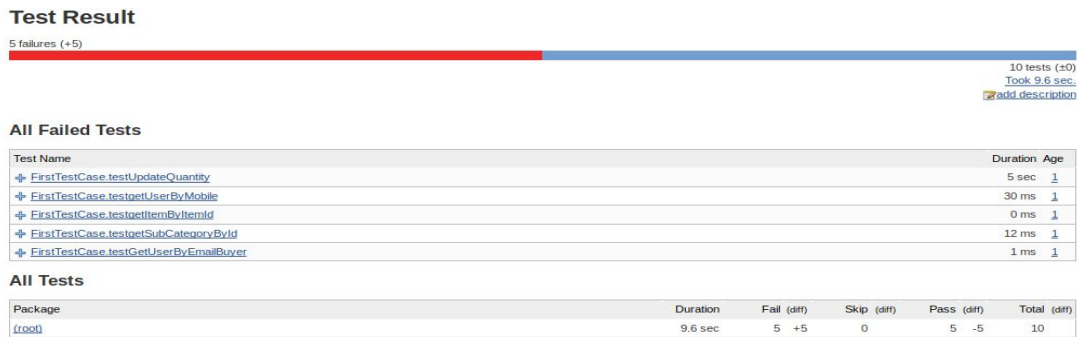 Test Result
5 failures (+5)
10 tests (±0)
Took 9.6 sec.
add description
All Failed Tests
Test Name Duration Age
FirstTestCase.testUpdateQuantity 5 sec 1
FirstTestCase.testgetUserByMobile 30 ms 1
FirstTestCase.testgetItemByItemId 0 ms 1
FirstTestCase.testgetSubCategoryById 12 ms 1
FirstTestCase.testGetUserByEmailBuyer 1 ms 1
All Tests
Package Duration Fail (diff) Skip (diff) Pass (diff) Total (diff)
(root) 9.6 sec 5 +5 0 5 -5 10